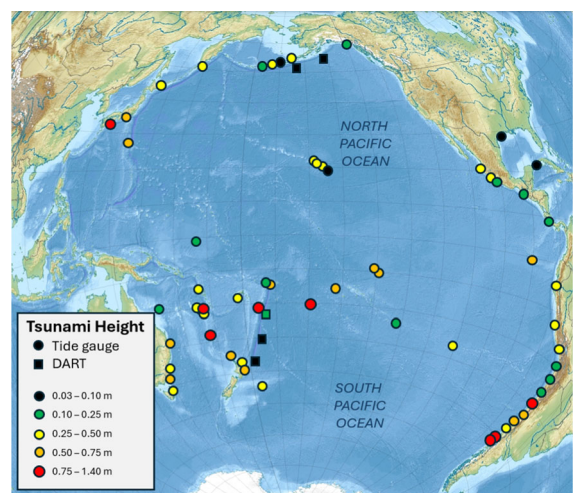 NORTH
PACIFIC
OCEAN
Tsunami Height
Tide gauge
DART
0.03 – 0.10 m
0.10 – 0.25 m
0.25 – 0.50 m
0.50 – 0.75 m
0.75 – 1.40 m
SOUTH
PACIFIC
OCEAN